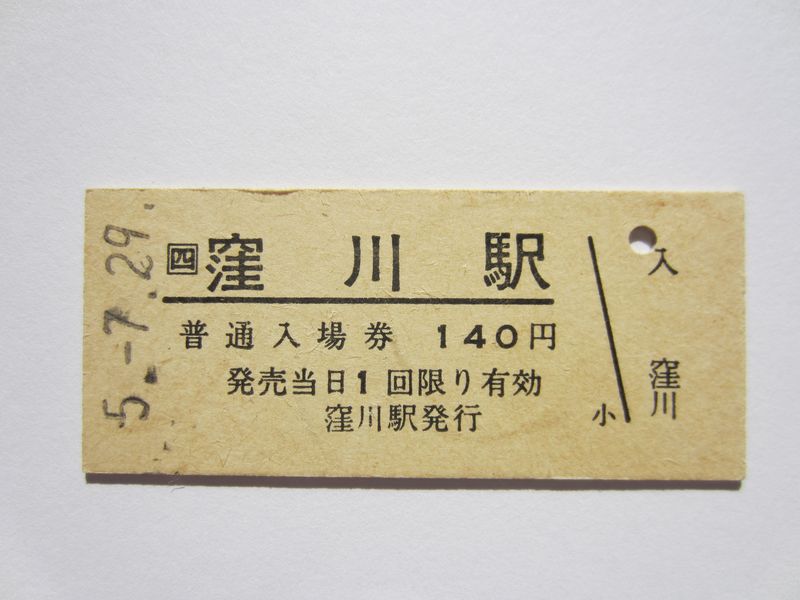 5.-7.29.
四 窪川駅
普通入場券 140円
発売当日1回限り有効
窪川駅発行
小
入
窪川